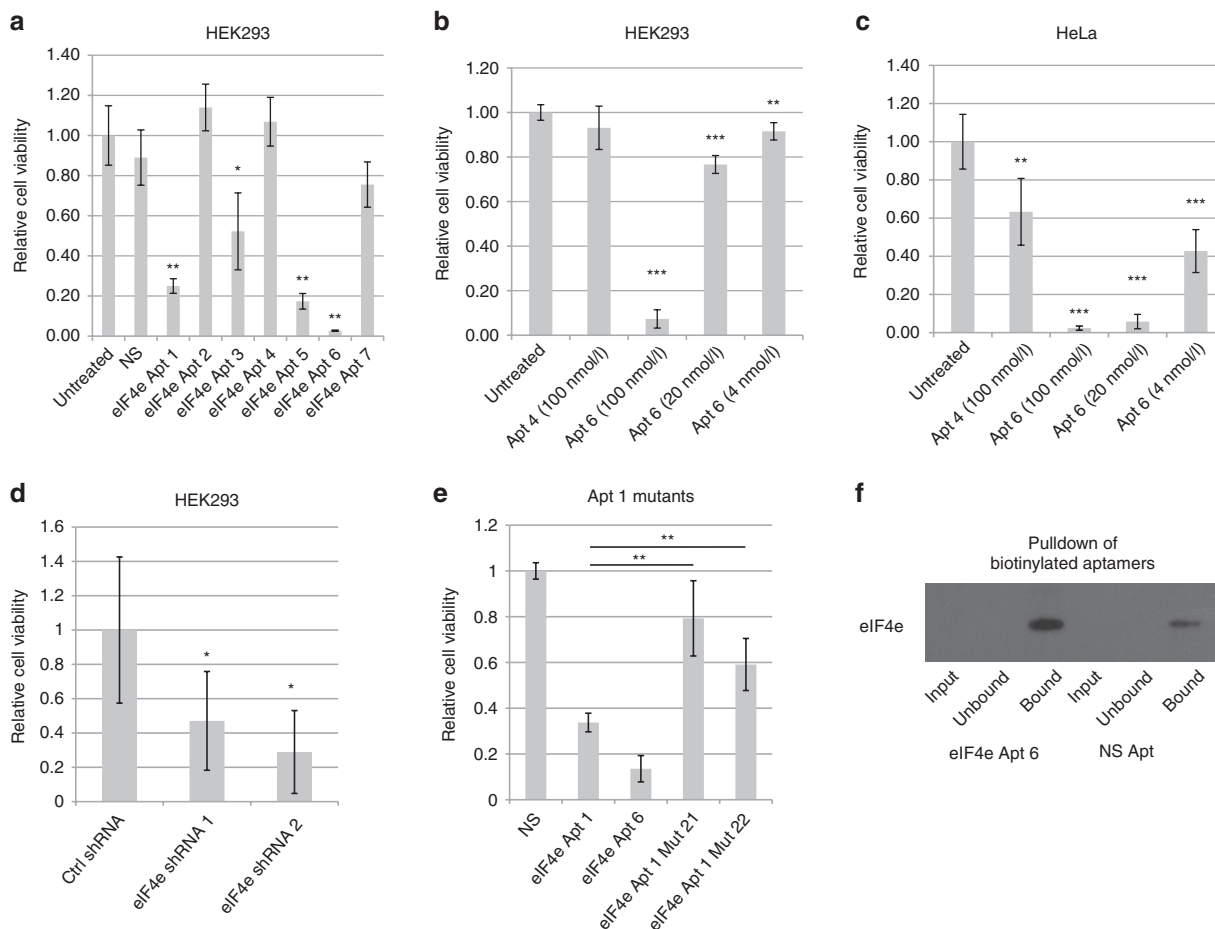 a
HEK293
Relative cell viability
1.40
1.20
1.00
0.80
0.60
0.40
0.20
0.00
**
*
**
**
Untreated
NS
eIF4e Apt 1
eIF4e Apt 2
eIF4e Apt 3
eIF4e Apt 4
eIF4e Apt 5
eIF4e Apt 6
eIF4e Apt 7
b
HEK293
Relative cell viability
1.20
1.00
0.80
0.60
0.40
0.20
0.00
***
***
**
Untreated
Apt 4 (100 nmol/l)
Apt 6 (100 nmol/l)
Apt 6 (20 nmol/l)
Apt 6 (4 nmol/l)
c
HeLa
Relative cell viability
1.40
1.20
1.00
0.80
0.60
0.40
0.20
0.00
**
***
***
***
Untreated
Apt 4 (100 nmol/l)
Apt 6 (100 nmol/l)
Apt 6 (20 nmol/l)
Apt 6 (4 nmol/l)
d
HEK293
Relative cell viability
1.6
1.4
1.2
1
0.8
0.6
0.4
0.2
0
*
*
Ctrl shRNA
eIF4e shRNA 1
eIF4e shRNA 2
e
Apt 1 mutants
Relative cell viability
1.2
1
0.8
0.6
0.4
0.2
0
**
**
NS
eIF4e Apt 1
eIF4e Apt 6
eIF4e Apt 1 Mut 21
eIF4e Apt 1 Mut 22
f
Pulldown of
biotinylated aptamers
eIF4e
Input
Unbound
Bound
Input
Unbound
Bound
eIF4e Apt 6
NS Apt